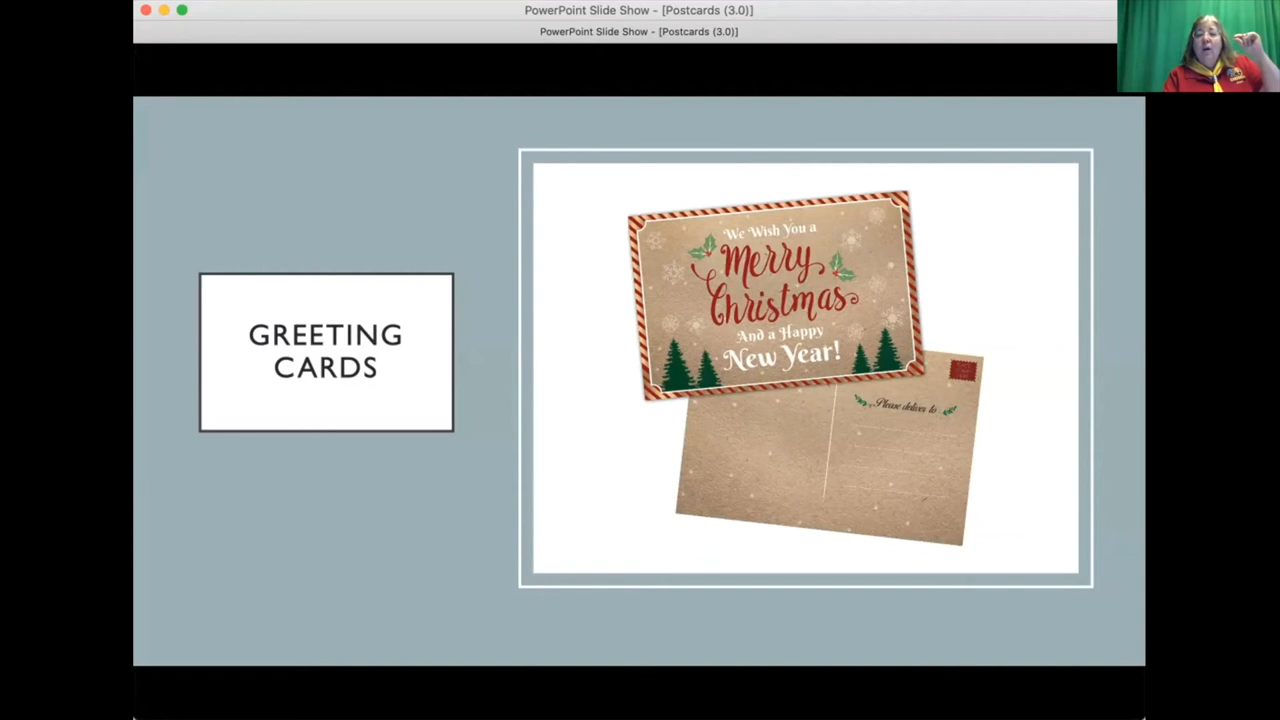 PowerPoint Slide Show - [Postcards (3.0)]
PowerPoint Slide Show - [Postcards (3.0)]
GREETING
CARDS
We Wish You a
Merry
Christmas
And a Happy
New Year!
Please deliver to